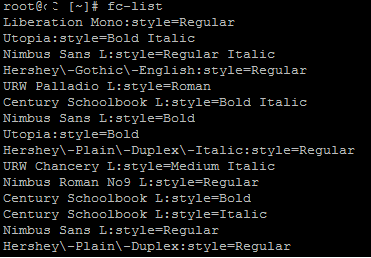 root@c2 [~]# fc-list
Liberation Mono:style=Regular
Utopia:style=Bold Italic
Nimbus Sans L:style=Regular Italic
Hershey\-Gothic\-English:style=Regular
URW Palladio L:style=Roman
Century Schoolbook L:style=Bold Italic
Nimbus Sans L:style=Bold
Utopia:style=Bold
Hershey\-Plain\-Duplex\-Italic:style=Regular
URW Chancery L:style=Medium Italic
Nimbus Roman No9 L:style=Regular
Century Schoolbook L:style=Bold
Century Schoolbook L:style=Italic
Nimbus Sans L:style=Regular
Hershey\-Plain\-Duplex:style=Regular